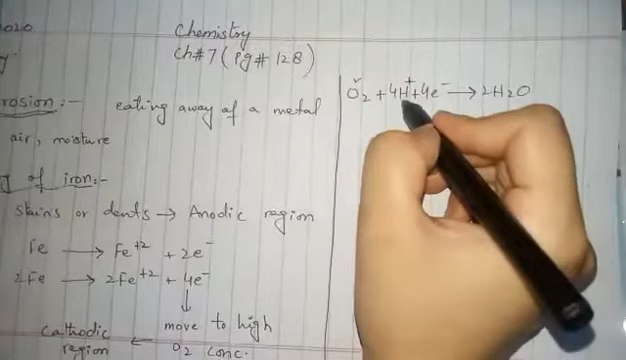 2020
Chemistry
Ch#7 (Pg# 128)
rosion:- eating away of a metal
air, moisture
g of iron:-
stains or dents → Anodic region
Fe → Fe⁺² + 2e⁻
2Fe → 2Fe⁺² + 4e⁻
↓
move to high
O₂ conc.
← Cathodic
region
O₂ + 4H⁺ + 4e⁻ → 2H₂O